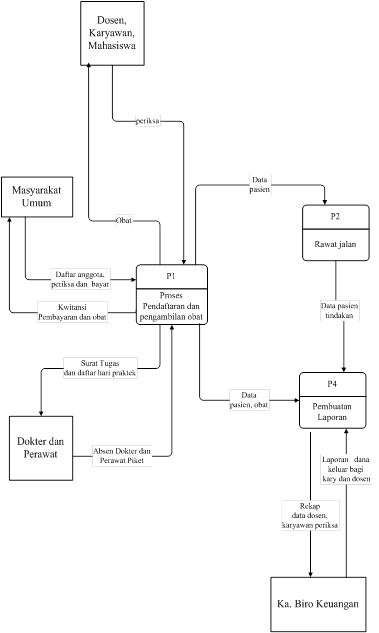 Dosen,
Karyawan,
Mahasiswa
periksa
Data
pasien
Masyarakat
Umum
P2
Rawat jalan
Obat
Daftar anggota,
periksa dan bayar
P1
Proses
Pendaftaran dan
pengambilan obat
Kwitansi
Pembayaran dan obat
Data pasien
tindakan
Surat Tugas
dan daftar hari praktek
Data
pasien, obat
P4
Pembuatan
Laporan
Dokter dan
Perawat
Absen Dokter dan
Perawat Piket
Laporan dana
keluar bagi
kary dan dosen
Rekap
data dosen,
karyawan periksa
Ka. Biro Keuangan